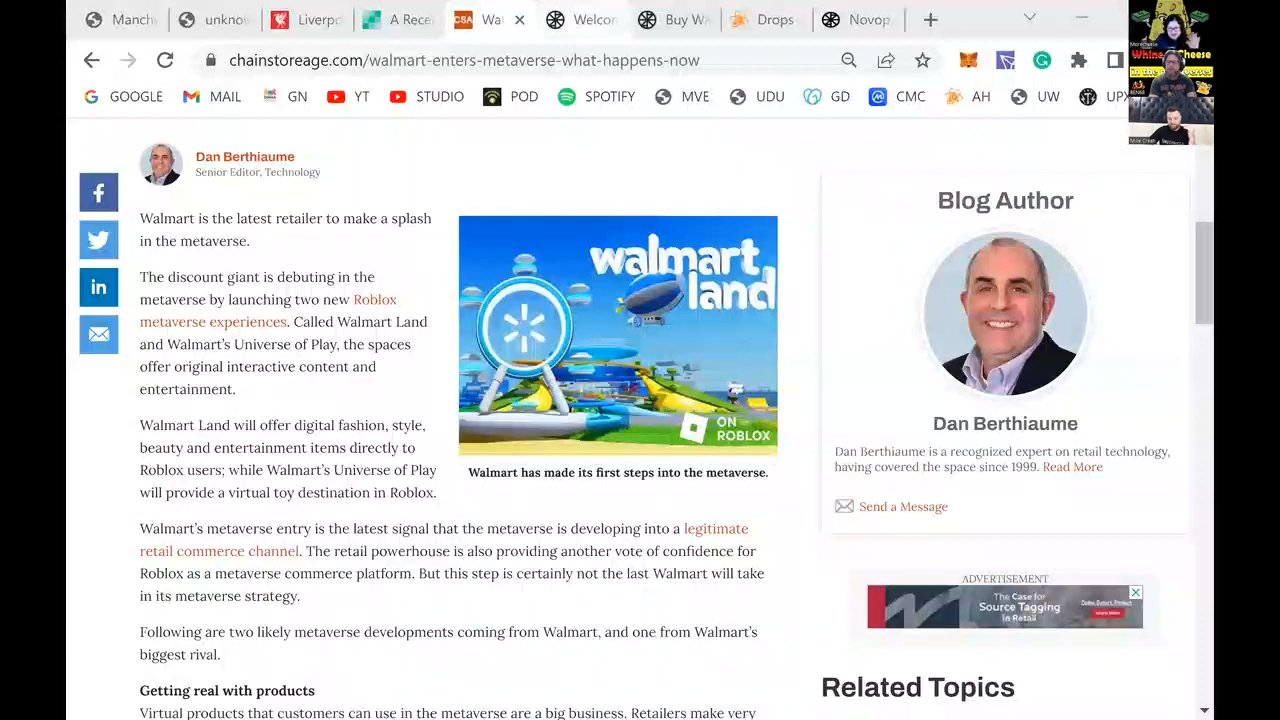 Manch
unknow
Liverpo
A Rece
CSA
Wal
Welcon
Buy W
Drops
Novop
chainstoreage.com/walmart-enters-metaverse-what-happens-now
GOOGLE
MAIL
GN
YT
STUDIO
POD
SPOTIFY
MVE
DU
GD
CMC
AH
UW
UPX
Dan Berthiaume
Senior Editor, Technology
Walmart is the latest retailer to make a splash
in the metaverse.
The discount giant is debuting in the
metaverse by launching two new Roblox
metaverse experiences. Called Walmart Land
and Walmart's Universe of Play, the spaces
offer original interactive content and
entertainment.
Walmart Land will offer digital fashion, style,
beauty and entertainment items directly to
Roblox users; while Walmart's Universe of Play
will provide a virtual toy destination in Roblox.
walmart
land
ON
ROBLOX
Walmart has made its first steps into the metaverse.
Walmart's metaverse entry is the latest signal that the metaverse is developing into a legitimate
retail commerce channel. The retail powerhouse is also providing another vote of confidence for
Roblox as a metaverse commerce platform. But this step is certainly not the last Walmart will take
in its metaverse strategy.
Following are two likely metaverse developments coming from Walmart, and one from Walmart's
biggest rival.
Getting real with products
Virtual products that customers can use in the metaverse are a big business. Retailers make very
Blog Author
Dan Berthiaume
Dan Berthiaume is a recognized expert on retail technology,
having covered the space since 1999. Read More
Send a Message
ADVERTISEMENT
The Case for
Source Tagging
In Retail
Learn More
Related Topics